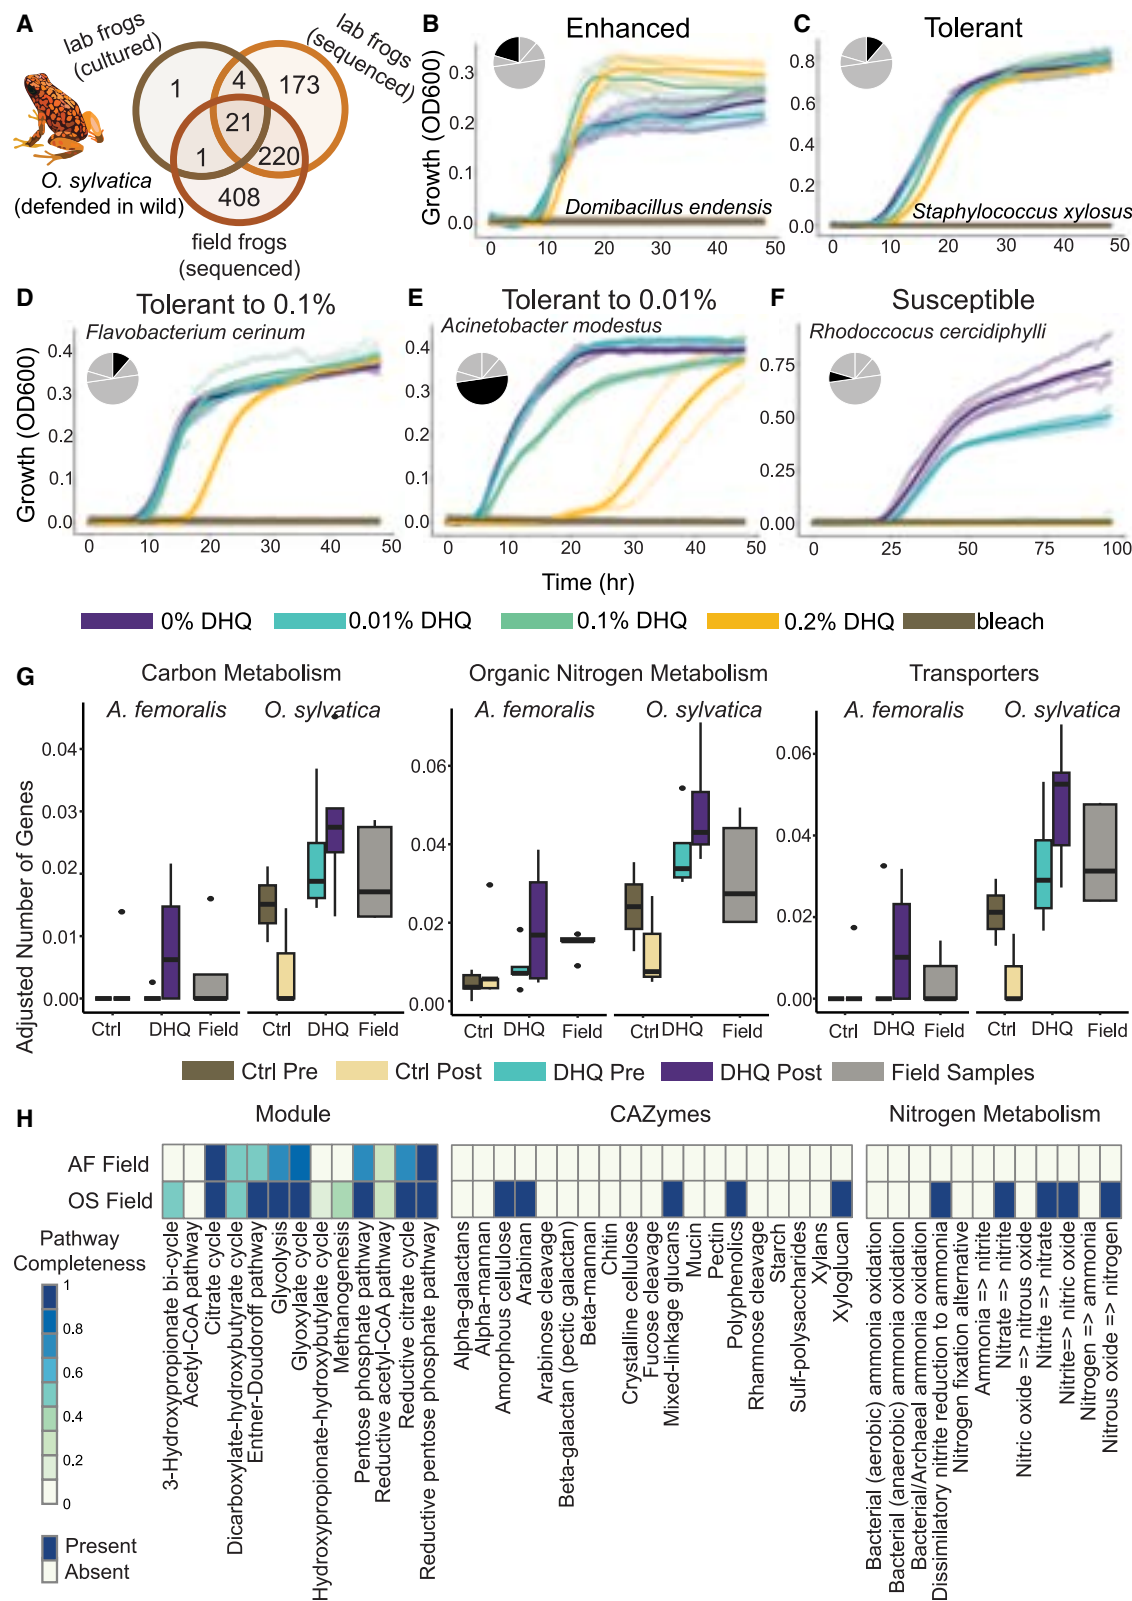 A
lab frogs
(cultured)
lab frogs
(sequenced)
1
4
173
21
1
220
408
O. sylvatica
(defended in wild)
field frogs
(sequenced)
B
Enhanced
Growth (OD600)
0.3
0.2
0.1
0.0
Domibacillus endensis
0 10 20 30 40 50
C
Tolerant
0.8
0.6
0.4
0.2
0.0
Staphylococcus xylosus
0 10 20 30 40 50
D
Tolerant to 0.1%
Flavobacterium cerinum
Growth (OD600)
0.4
0.3
0.2
0.1
0.0
0 10 20 30 40 50
E
Tolerant to 0.01%
Acinetobacter modestus
0.4
0.3
0.2
0.1
0.0
0 10 20 30 40 50
F
Susceptible
Rhodoccocus cercidiphylli
0.75
0.50
0.25
0.00
0 25 50 75 100
Time (hr)
0% DHQ 0.01% DHQ 0.1% DHQ 0.2% DHQ bleach
G
Carbon Metabolism
A. femoralis O. sylvatica
Adjusted Number of Genes
0.04
0.03
0.02
0.01
0.00
Ctrl DHQ Field Ctrl DHQ Field
Organic Nitrogen Metabolism
A. femoralis O. sylvatica
0.06
0.04
0.02
0.00
Ctrl DHQ Field Ctrl DHQ Field
Transporters
A. femoralis O. sylvatica
0.06
0.04
0.02
0.00
Ctrl DHQ Field Ctrl DHQ Field
Ctrl Pre Ctrl Post DHQ Pre DHQ Post Field Samples
H
Module
CAZymes
Nitrogen Metabolism
AF Field
OS Field
Pathway
Completeness
1
0.8
0.6
0.4
0.2
0
Present
Absent
3-Hydroxypropionate bi-cycle
Acetyl-CoA pathway
Citrate cycle
Dicarboxylate-hydroxybutyrate cycle
Entner-Doudoroff pathway
Glycolysis
Glyoxylate cycle
Hydroxypropionate-hydroxybutylate cycle
Methanogenesis
Pentose phosphate pathway
Reductive acetyl-CoA pathway
Reductive citrate cycle
Reductive pentose phosphate pathway
Alpha-galactans
Alpha-mannan
Amorphous cellulose
Arabinan
Arabinose cleavage
Beta-galactan (pectic galactan)
Beta-mannan
Chitin
Crystalline cellulose
Fucose cleavage
Mixed-linkage glucans
Mucin
Pectin
Polyphenolics
Rhamnose cleavage
Starch
Sulf-polysaccharides
Xylans
Xyloglucan
Bacterial (aerobic) ammonia oxidation
Bacterial (anaerobic) ammonia oxidation
Bacterial/Archaeal ammonia oxidation
Dissimilatory nitrite reduction to ammonia
Nitrogen fixation alternative
Ammonia => nitrite
Nitrate => nitrite
Nitric oxide => nitrous oxide
Nitrite => nitrate
Nitrite=> nitric oxide
Nitrogen => ammonia
Nitrous oxide => nitrogen